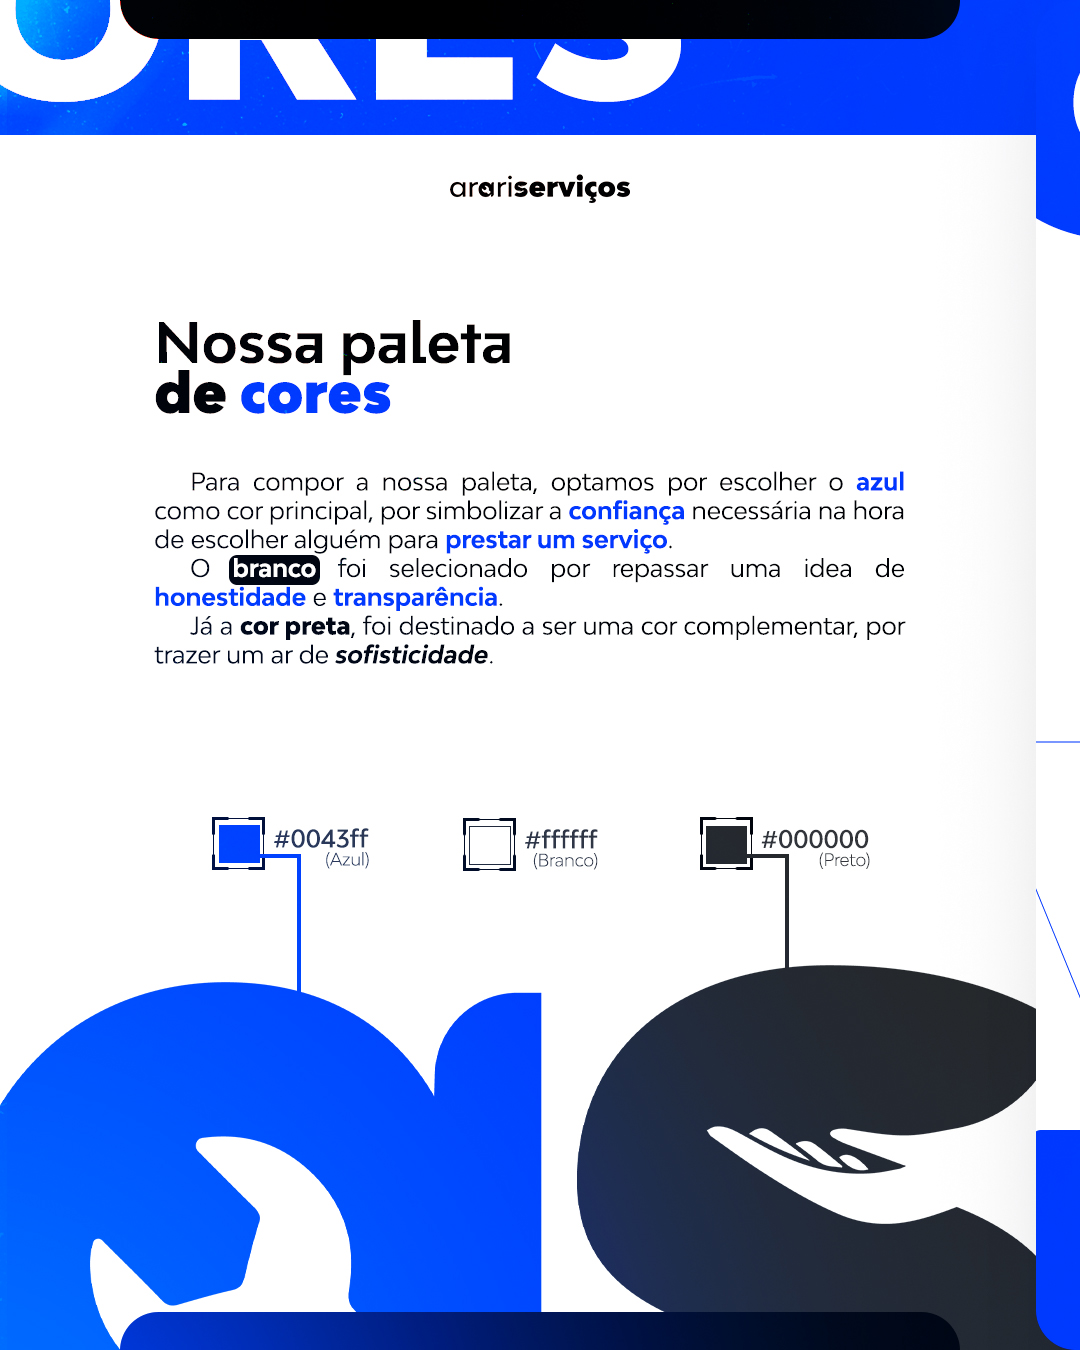 ORES
arariserviços
Nossa paleta
de cores
Para compor a nossa paleta, optamos por escolher o azul
como cor principal, por simbolizar a confiança necessária na hora
de escolher alguém para prestar um serviço.
O branco foi selecionado por repassar uma ideia de
honestidade e transparência.
Já a cor preta, foi destinado a ser uma cor complementar, por
trazer um ar de sofisticidade.
#0043ff
(Azul)
#ffffff
(Branco)
#000000
(Preto)
as